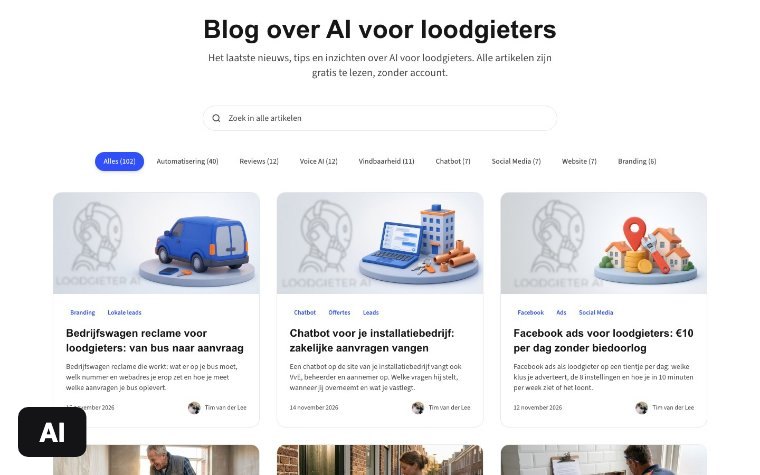 Blog over AI voor loodgieters
Het laatste nieuws, tips en inzichten over AI voor loodgieters. Alle artikelen zijn
gratis te lezen, zonder account.
Zoek in alle artikelen
Alles (102) Automatisering (40) Reviews (12) Voice AI (12) Vindbaarheid (11) Chatbot (7) Social Media (7) Website (7) Branding (6)
LOODGIETER AI
LOODGIETER AI
LOODGIETER AI
Branding Lokale leads
Bedrijfswagen reclame voor
loodgieters: van bus naar aanvraag
Bedrijfswagen reclame die werkt: wat er op je bus moet,
welk nummer en webadres je erop zet en hoe je meet
welke aanvragen je bus oplevert.
november 2026 Tim van der Lee
Chatbot Offertes Leads
Chatbot voor je installatiebedrijf:
zakelijke aanvragen vangen
Een chatbot op de site van je installatiebedrijf vangt ook
VvE, beheerder en aannemer op. Welke vragen hij stelt,
wanneer jij overneemt en wat je vastlegt.
14 november 2026 Tim van der Lee
Facebook Ads Social Media
Facebook ads voor loodgieters: €10
per dag zonder biedoorlog
Facebook ads als loodgieter op een tientje per dag: welke
klus je adverteert, de 8 instellingen en hoe je in 10 minuten
per week ziet of het loont.
12 november 2026 Tim van der Lee
AI